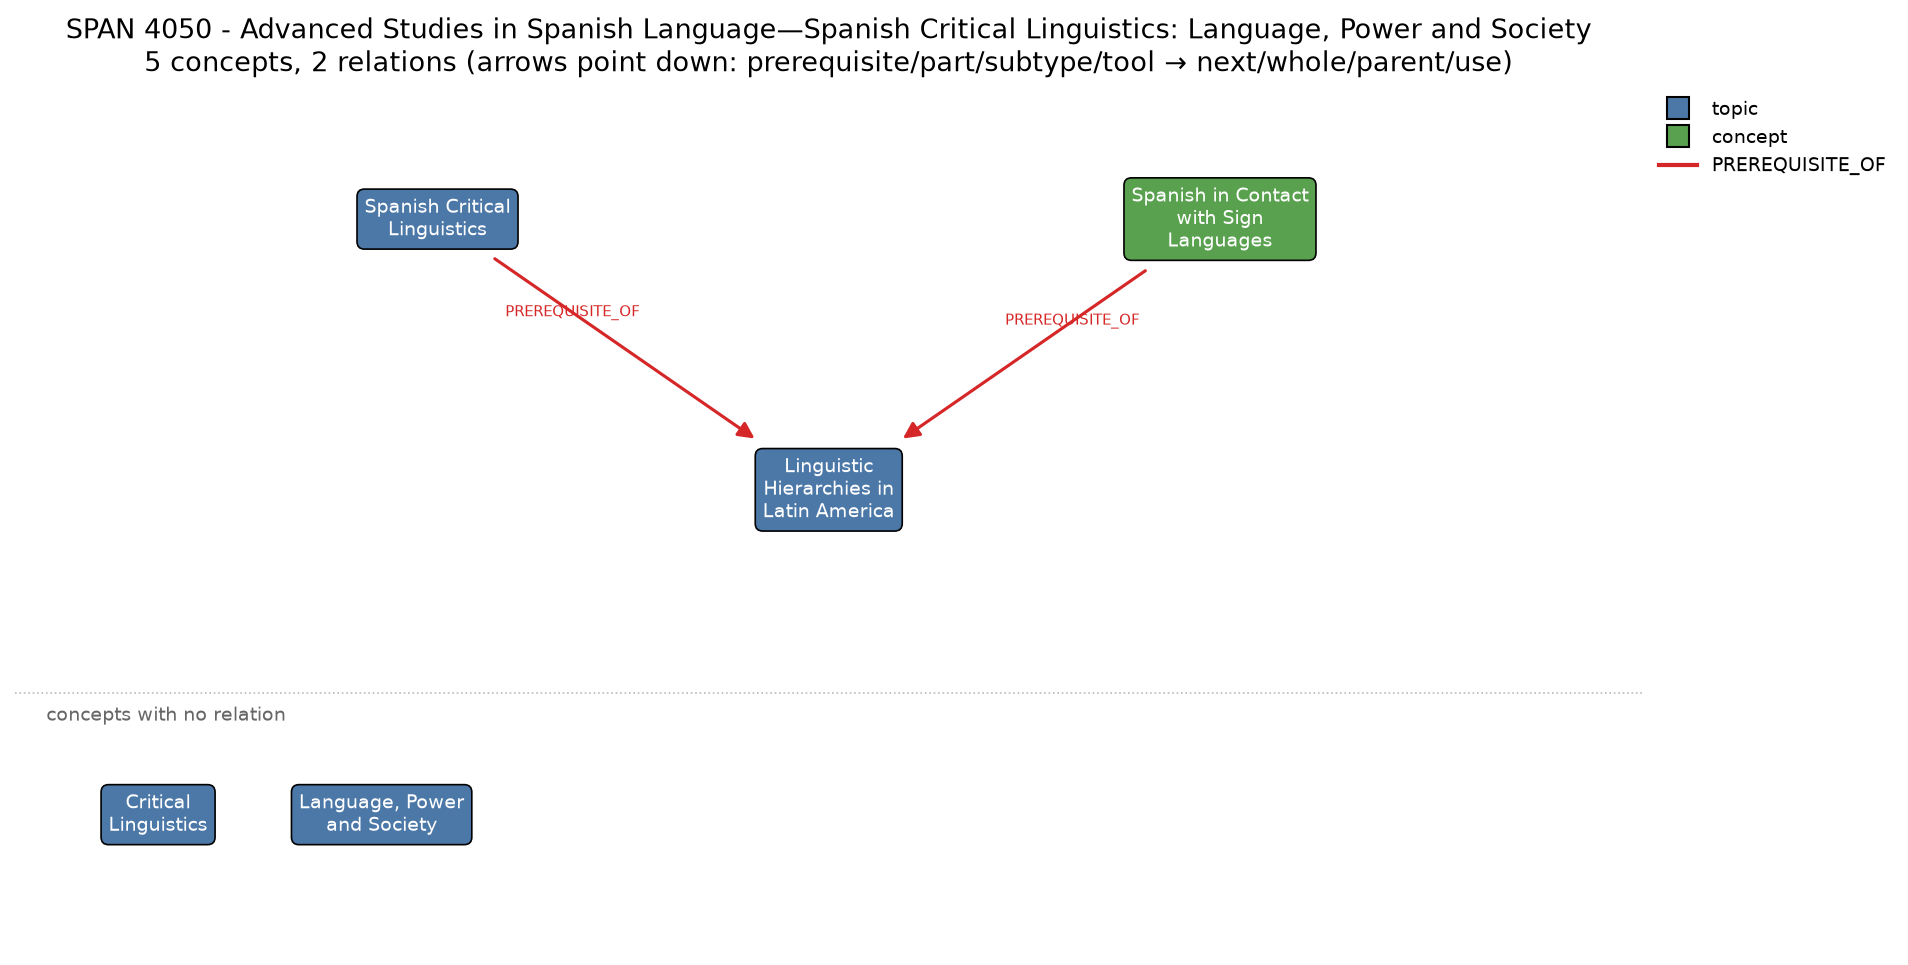 SPAN 4050 - Advanced Studies in Spanish Language—Spanish Critical Linguistics: Language, Power and Society
5 concepts, 2 relations (arrows point down: prerequisite/part/subtype/tool → next/whole/parent/use)
topic
concept
PREREQUISITE_OF
Spanish Critical
Linguistics
Spanish in Contact
with Sign
Languages
PREREQUISITE_OF
PREREQUISITE_OF
Linguistic
Hierarchies in
Latin America
concepts with no relation
Critical
Linguistics
Language, Power
and Society